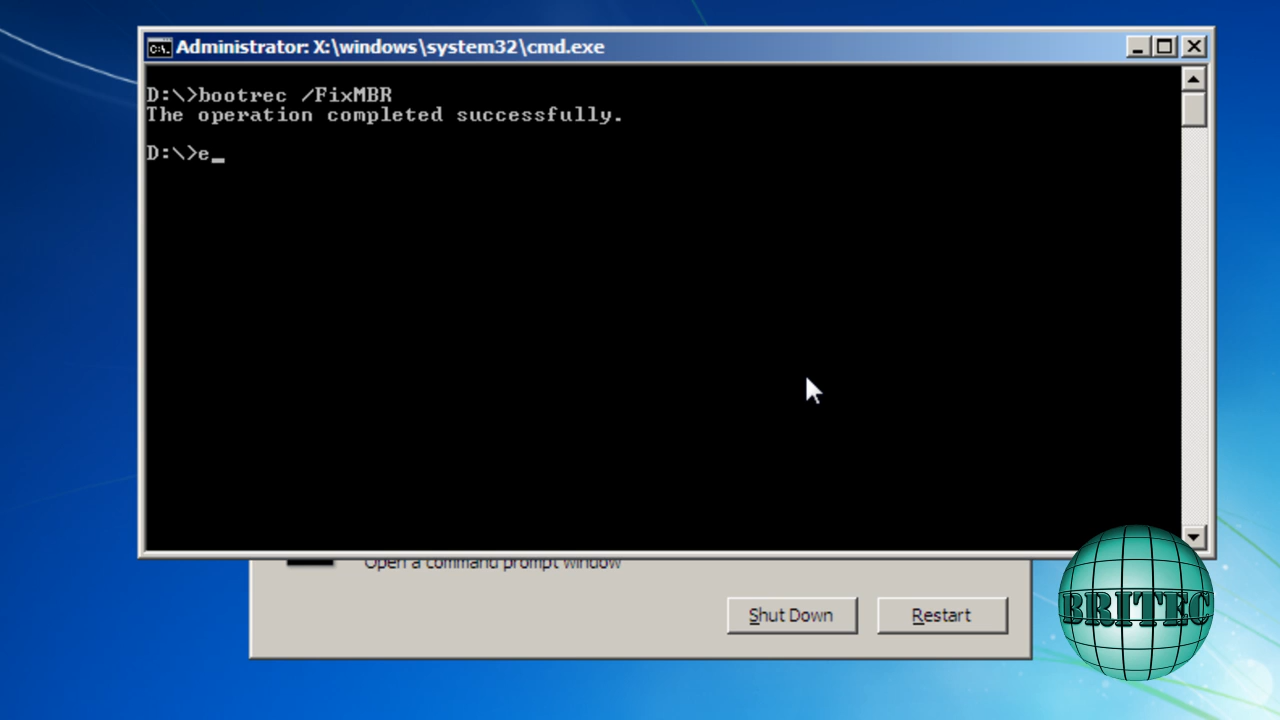 Administrator: X:\windows\system32\cmd.exe
D:\>bootrec /FixMBR
The operation completed successfully.
D:\>e_
Open a command prompt window
Shut Down
Restart
BRITEC